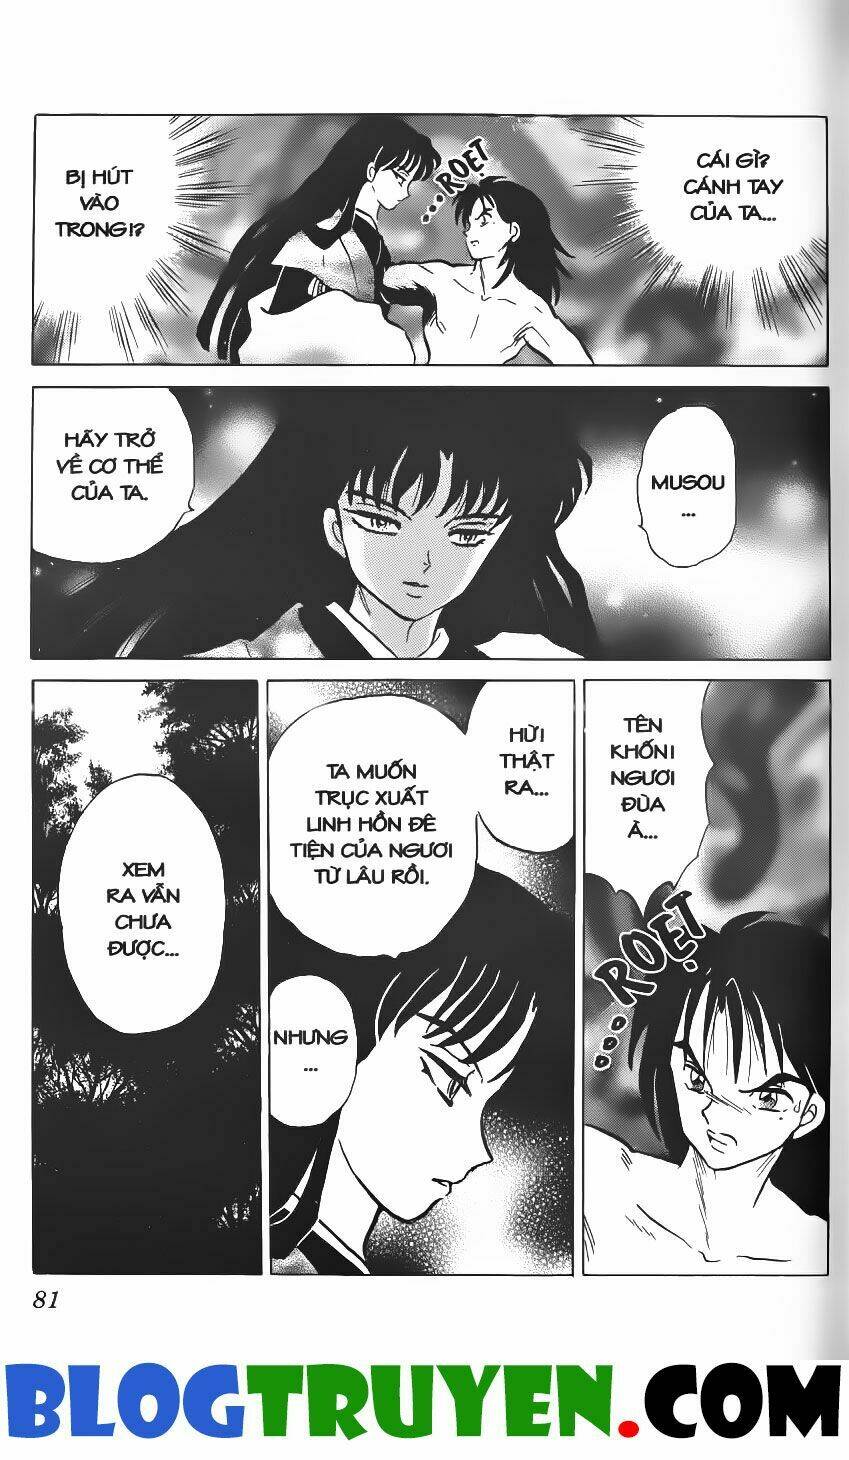 CÁI GÌ?
CÁNH TAY
CỦA TA...
...ROẸT
BỊ HÚT
VÀO
TRONG!?
MUSOU
...
HÃY TRỞ
VỀ CƠ THỂ
CỦA TA.
TÊN
KHỐN!
NGƯƠI
ĐÙA
À...
...ROẸT
HỪ!
THẬT
RA...
TA MUỐN
TRỤC XUẤT
LINH HỒN ĐÊ
TIỆN CỦA NGƯƠI
TỪ LÂU RỒI.
NHƯNG
...
XEM
RA VẪN
CHƯA
ĐƯỢC...
81
BLOGTRUYEN.COM